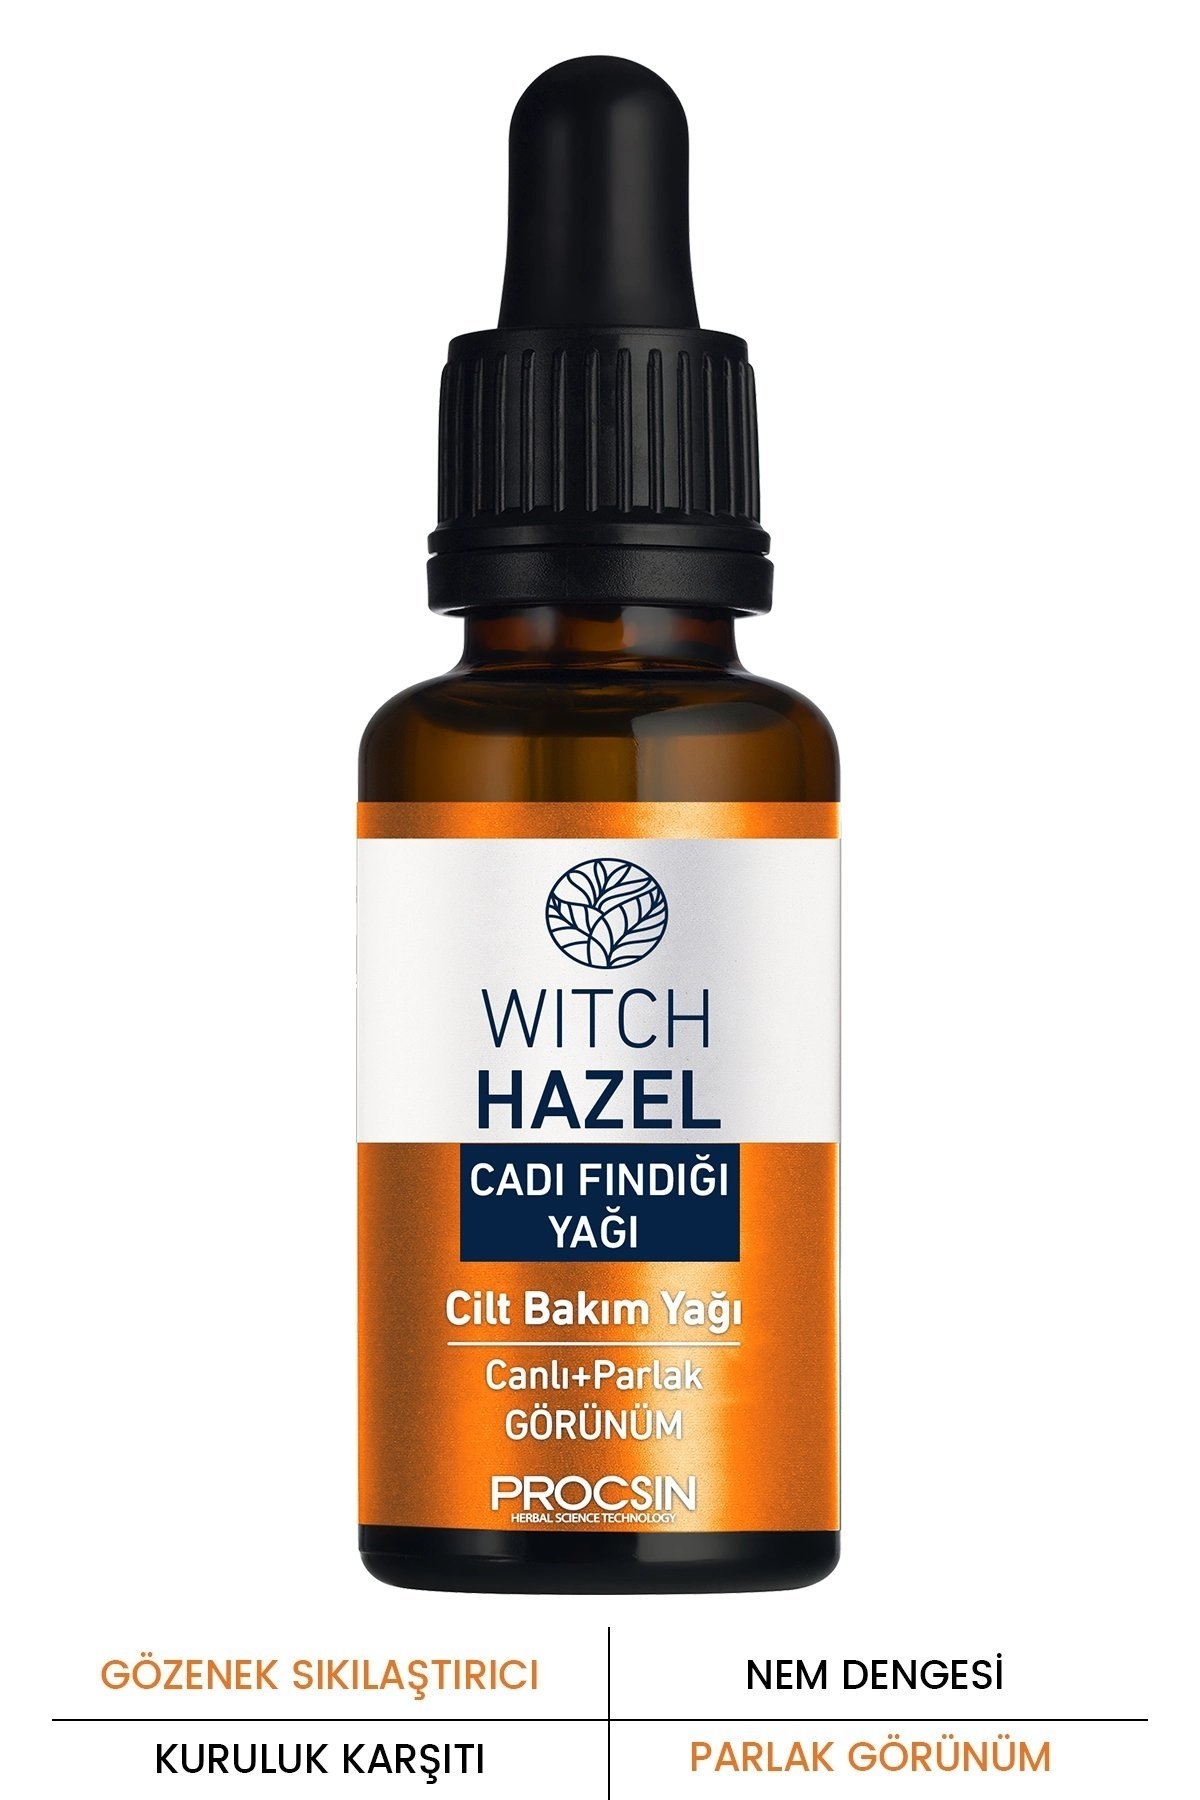 WITCH
HAZEL
CADI FINDIĞI
YAĞI
Cilt Bakım Yağı
Canlı+Parlak
GÖRÜNÜM
PROCSIN
HERBAL SCIENCE TECHNOLOGY
GÖZENEK SIKILAŞTIRICI
NEM DENGESİ
KURULUK KARŞITI
PARLAK GÖRÜNÜM